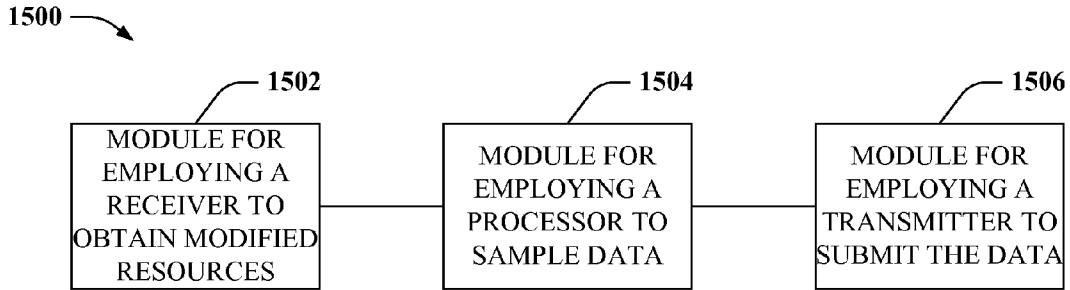 1500
1502
1504
1506
MODULE FOR
EMPLOYING A
RECEIVER TO
OBTAIN MODIFIED
RESOURCES
MODULE FOR
EMPLOYING A
PROCESSOR TO
SAMPLE DATA
MODULE FOR
EMPLOYING A
TRANSMITTER TO
SUBMIT THE DATA